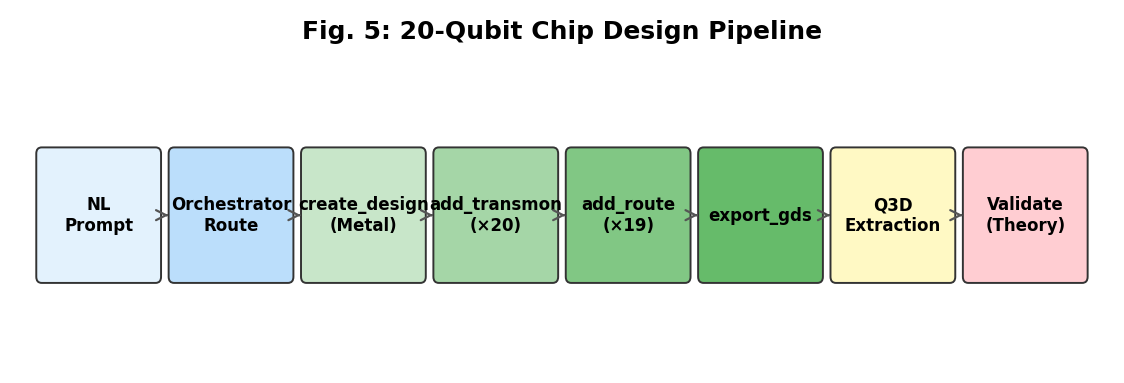 Fig. 5: 20-Qubit Chip Design Pipeline
NL
Prompt
Orchestrator
Route
create_design
(Metal)
add_transmon
(×20)
add_route
(×19)
export_gds
Q3D
Extraction
Validate
(Theory)